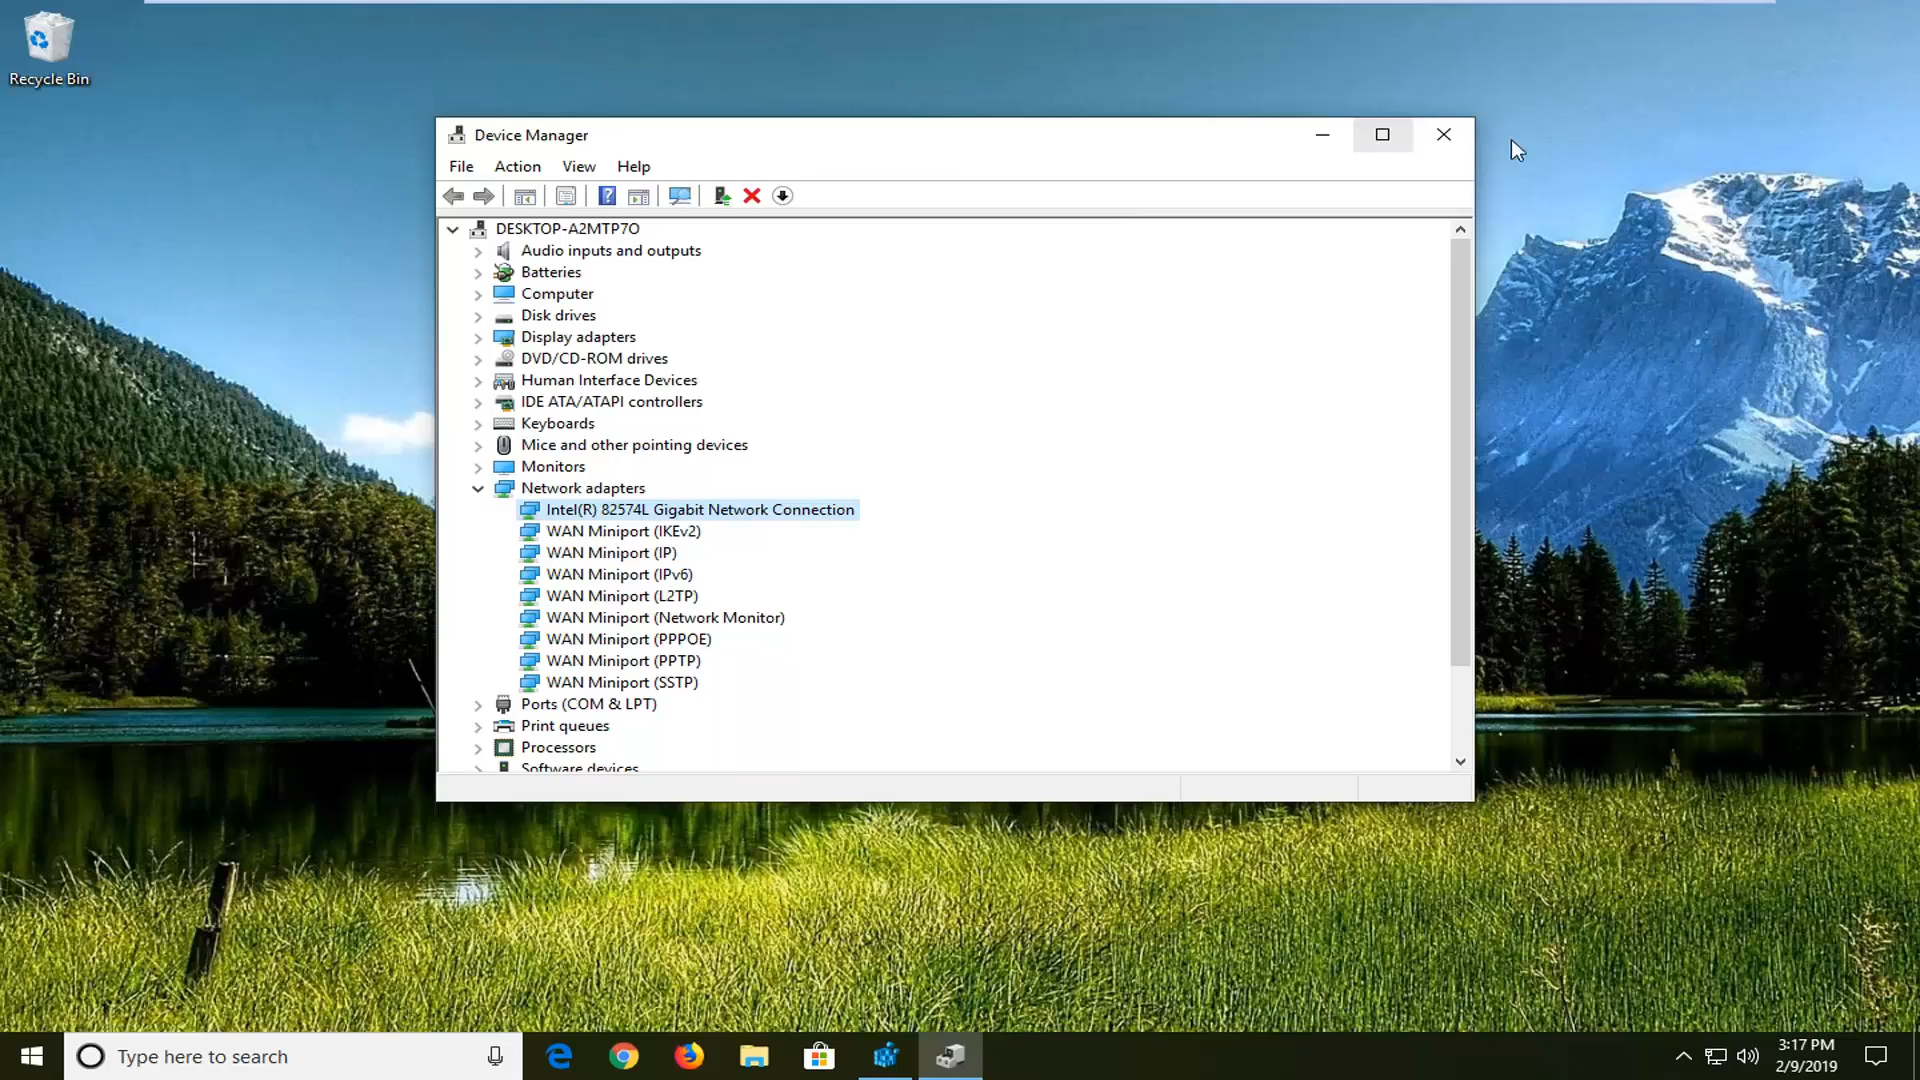 Recycle Bin
Device Manager
File Action View Help
DESKTOP-A2MTP7O
Audio inputs and outputs
Batteries
Computer
Disk drives
Display adapters
DVD/CD-ROM drives
Human Interface Devices
IDE ATA/ATAPI controllers
Keyboards
Mice and other pointing devices
Monitors
Network adapters
Intel(R) 82574L Gigabit Network Connection
WAN Miniport (IKEv2)
WAN Miniport (IP)
WAN Miniport (IPv6)
WAN Miniport (L2TP)
WAN Miniport (Network Monitor)
WAN Miniport (PPPOE)
WAN Miniport (PPTP)
WAN Miniport (SSTP)
Ports (COM & LPT)
Print queues
Processors
Software devices
Type here to search
3:17 PM
2/9/2019